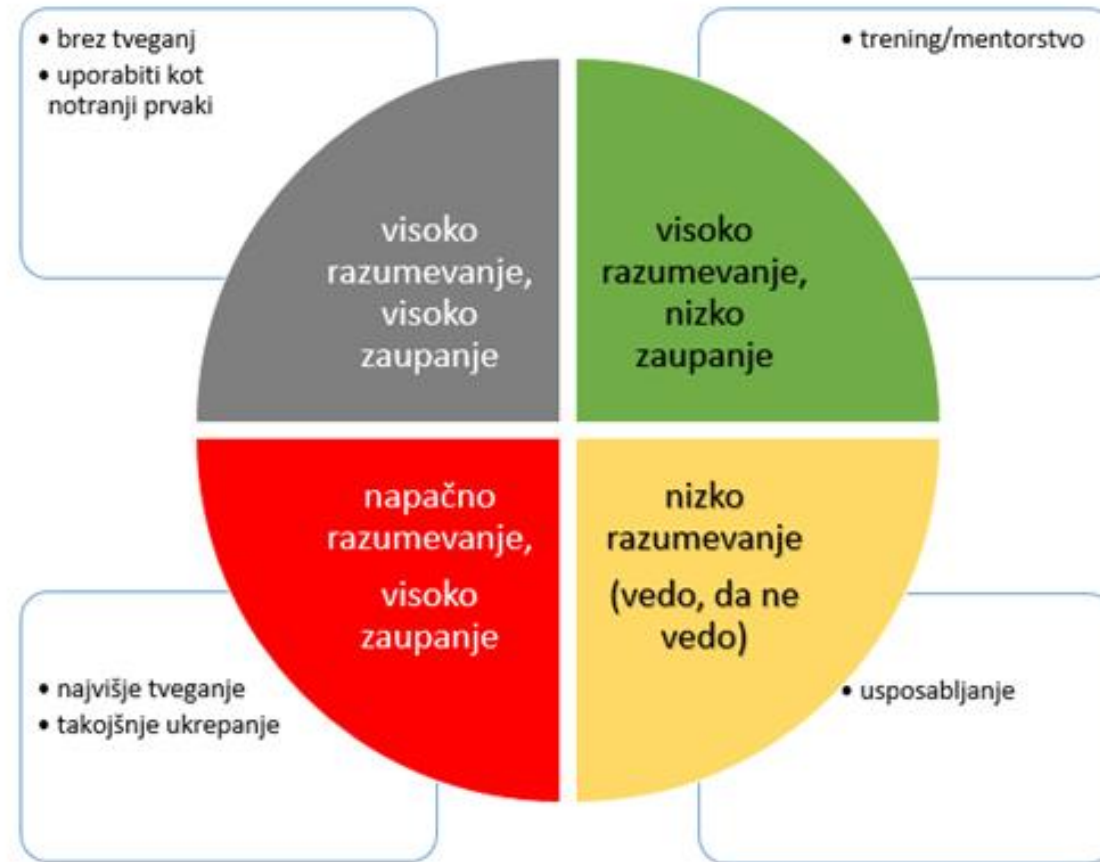 • brez tveganj
• uporabiti kot
notranji prvaki
• trening/mentorstvo
visoko
razumevanje,
visoko
zaupanje
visoko
razumevanje,
nizko
zaupanje
napačno
razumevanje,
visoko
zaupanje
nizko
razumevanje
(vedo, da ne
vedo)
• najvišje tveganje
• takojšnje ukrepanje
• usposabljanje